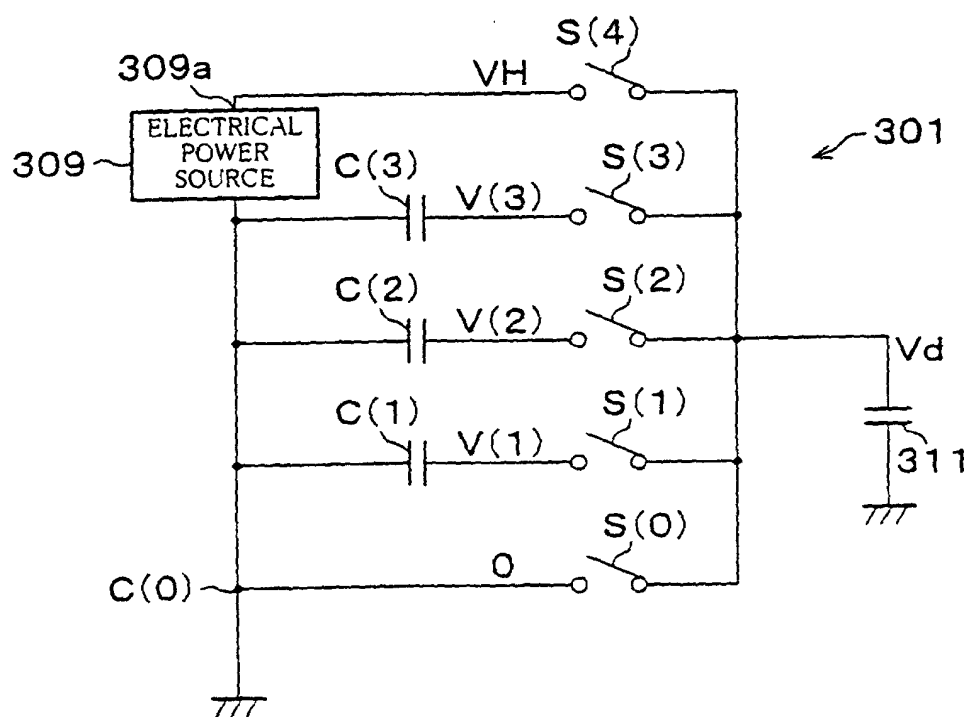 S(4)
309a
VH
ELECTRICAL
POWER
SOURCE
309
301
C(3)
V(3)
S(3)
C(2)
V(2)
S(2)
Vd
C(1)
V(1)
S(1)
311
S(0)
0
C(0)